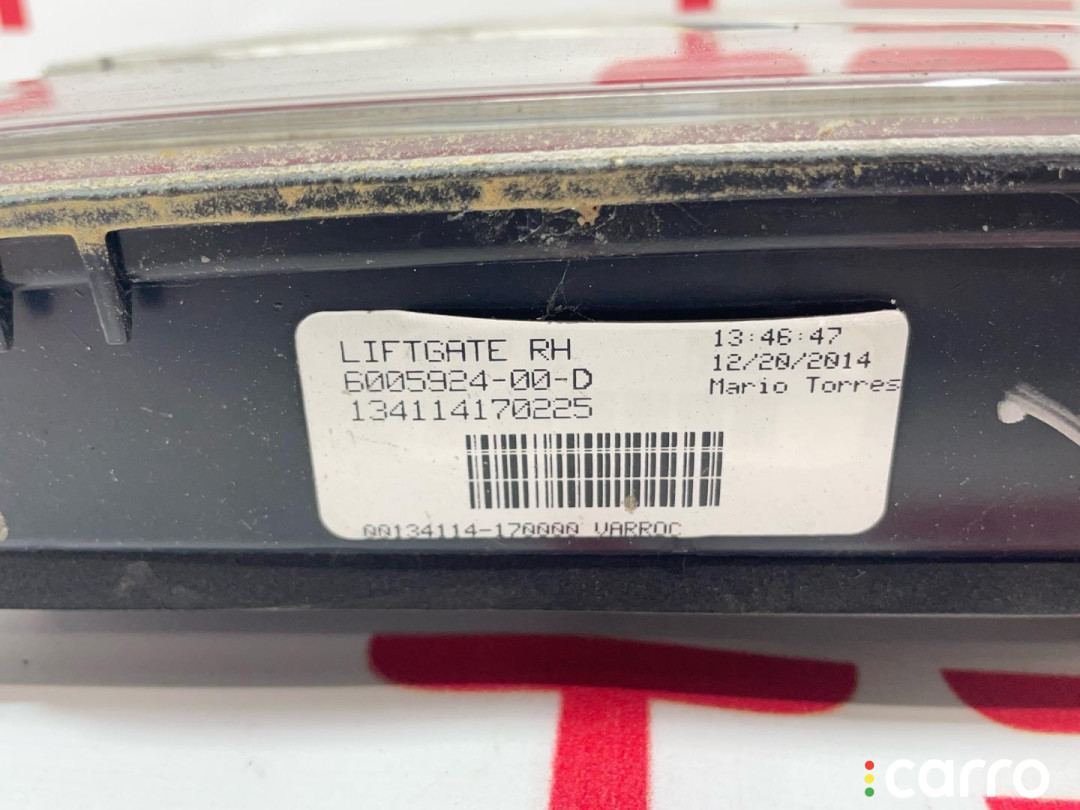 LIFTGATE RH
6005924-00-D
134114170225
13:46:47
12/20/2014
Mario Torres
00134114-170000 VARROC
carro